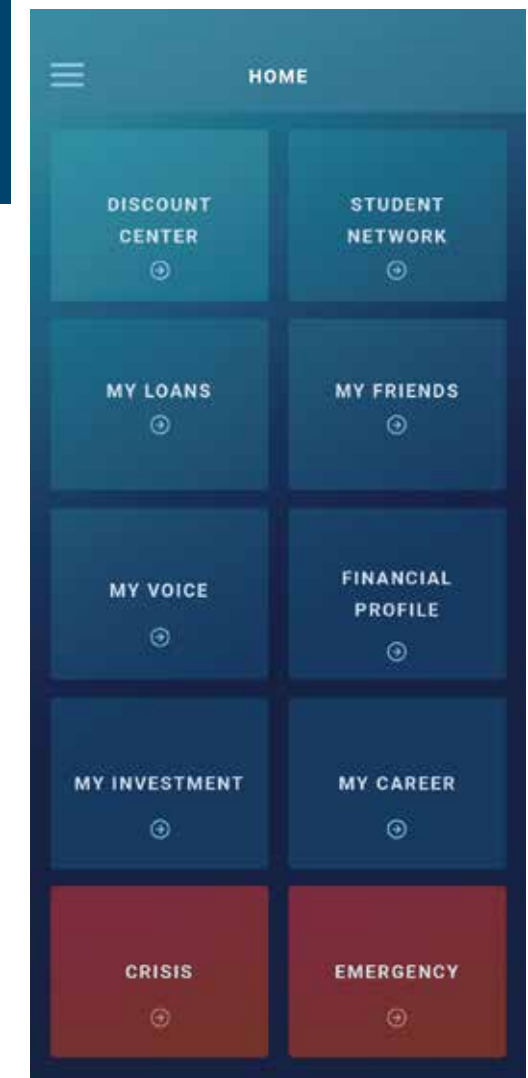 HOME
DISCOUNT
CENTER
STUDENT
NETWORK
MY LOANS
MY FRIENDS
MY VOICE
FINANCIAL
PROFILE
MY INVESTMENT
MY CAREER
CRISIS
EMERGENCY